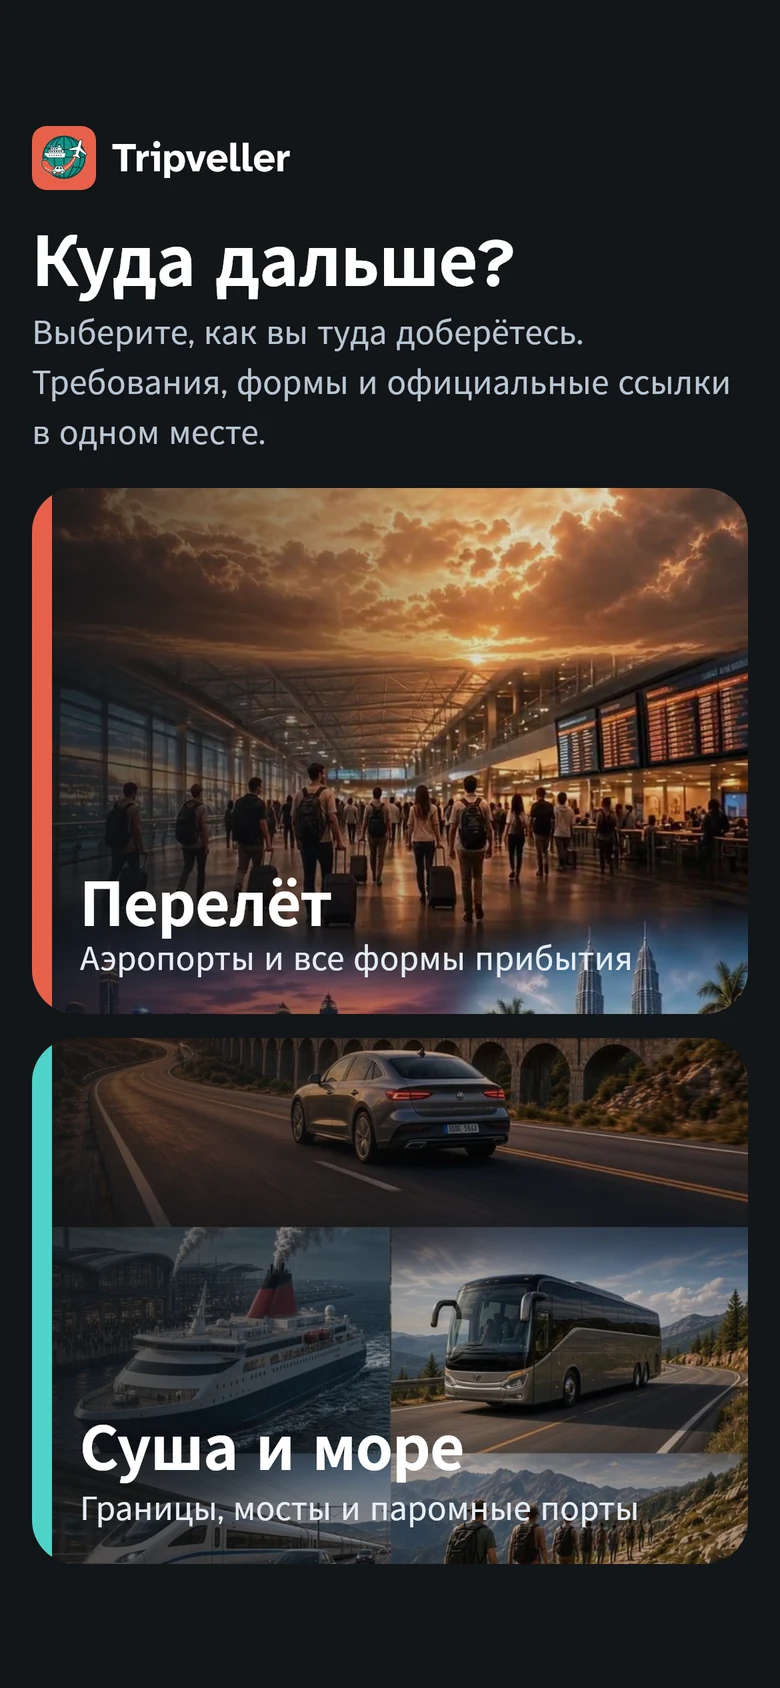 Tripveller
Куда дальше?
Выберите, как вы туда доберётесь.
Требования, формы и официальные ссылки
в одном месте.
Перелёт
Аэропорты и все формы прибытия
Суша и море
Границы, мосты и паромные порты